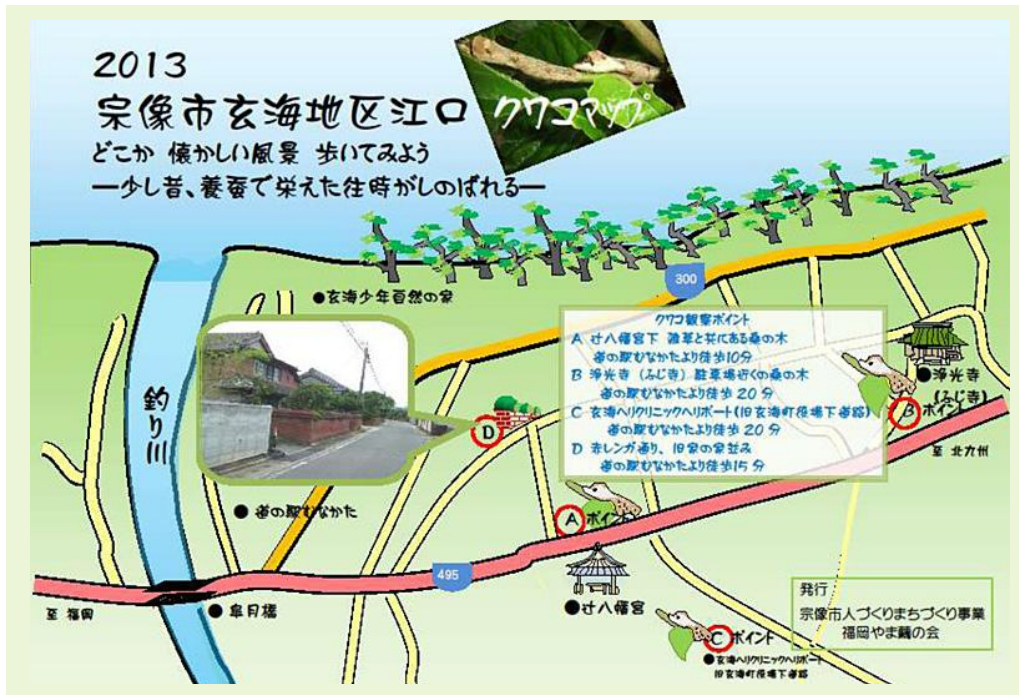 2013
宗像市玄海地区江口
クワコマップ
どこか 懐かしい風景 歩いてみよう
―少し昔、養蚕で栄えた往時がしのばれる―
300
●玄海少年自然の家
クワコ観察ポイント
A 辻八幡宮下 雑草と共にある桑の木
道の駅むなかたより徒歩10分
B 浄光寺（ふじ寺）駐車場近くの桑の木
道の駅むなかたより徒歩 20分
C 玄海ヘリクリニックヘリポート(旧玄海町役場下道路)
道の駅むなかたより徒歩 20分
D 赤レンガ通り、旧家の家並み
道の駅むなかたより徒歩15分
●浄光寺
(ふじ寺)
B ポイント
至 北九州
釣り川
D
● 道の駅むなかた
A ポイント
495
至 福岡
● 皐月橋
●辻八幡宮
C ポイント
●玄海ヘリクリニックヘリポート
旧玄海町役場下道路
発行
宗像市人づくりまちづくり事業
福岡やま繭の会